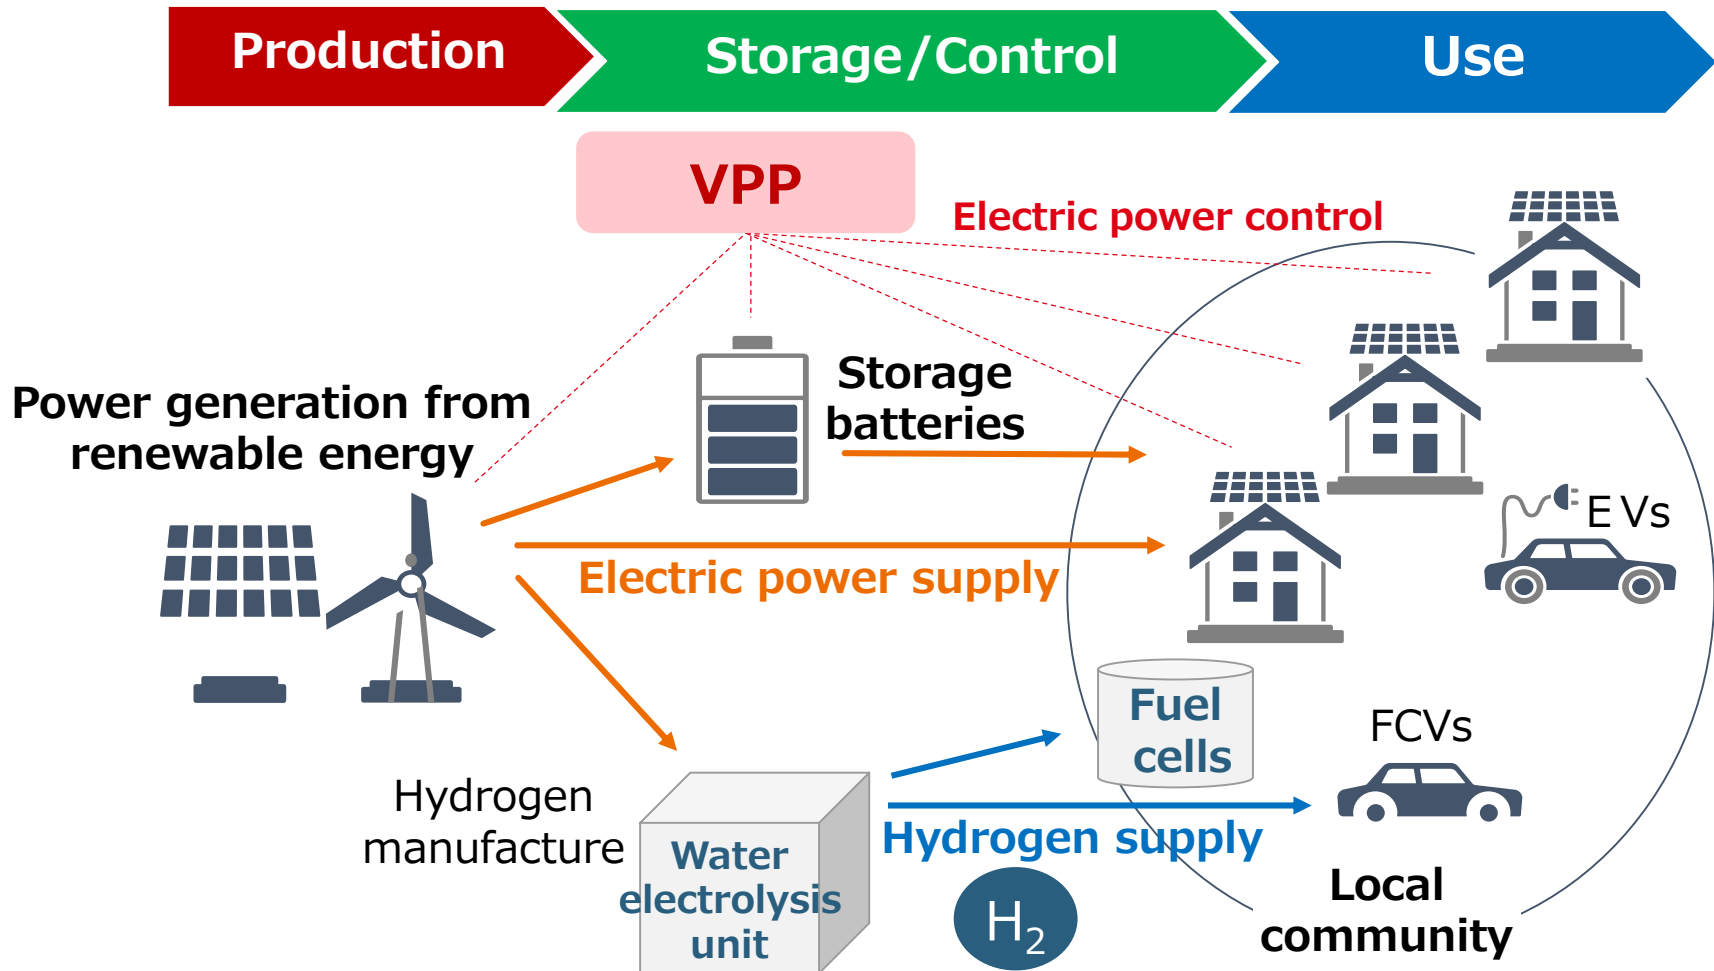 Production
Storage/Control
Use
VPP
Electric power control
Power generation from
renewable energy
Storage
batteries
Electric power supply
EVs
Hydrogen
manufacture
Water
electrolysis
unit
Fuel
cells
FCVs
Hydrogen supply
H₂
Local
community